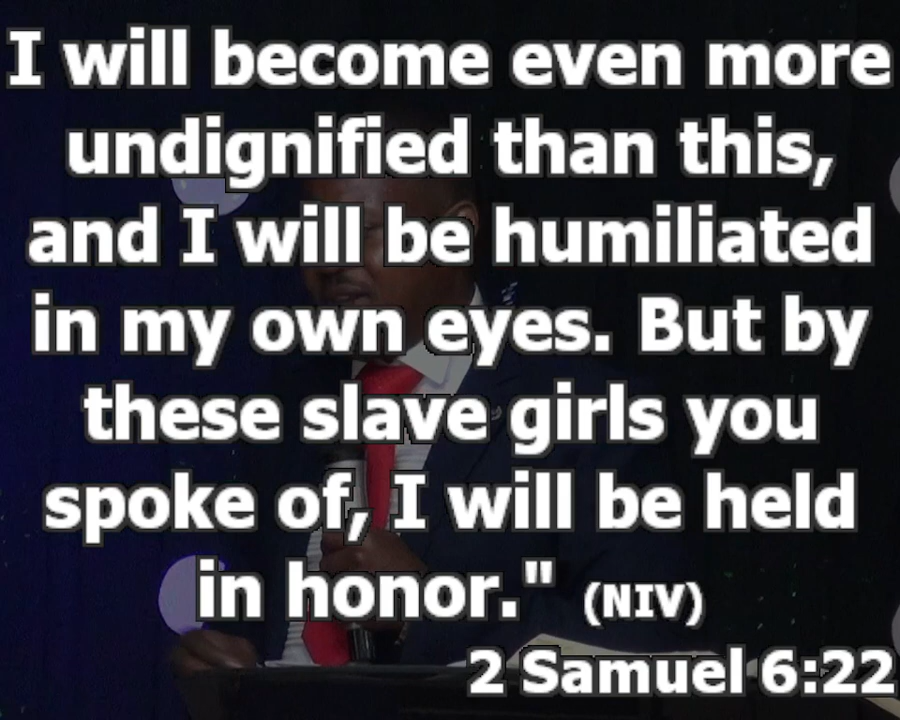 I will become even more
undignified than this,
and I will be humiliated
in my own eyes. But by
these slave girls you
spoke of, I will be held
in honor." (NIV)
2 Samuel 6:22